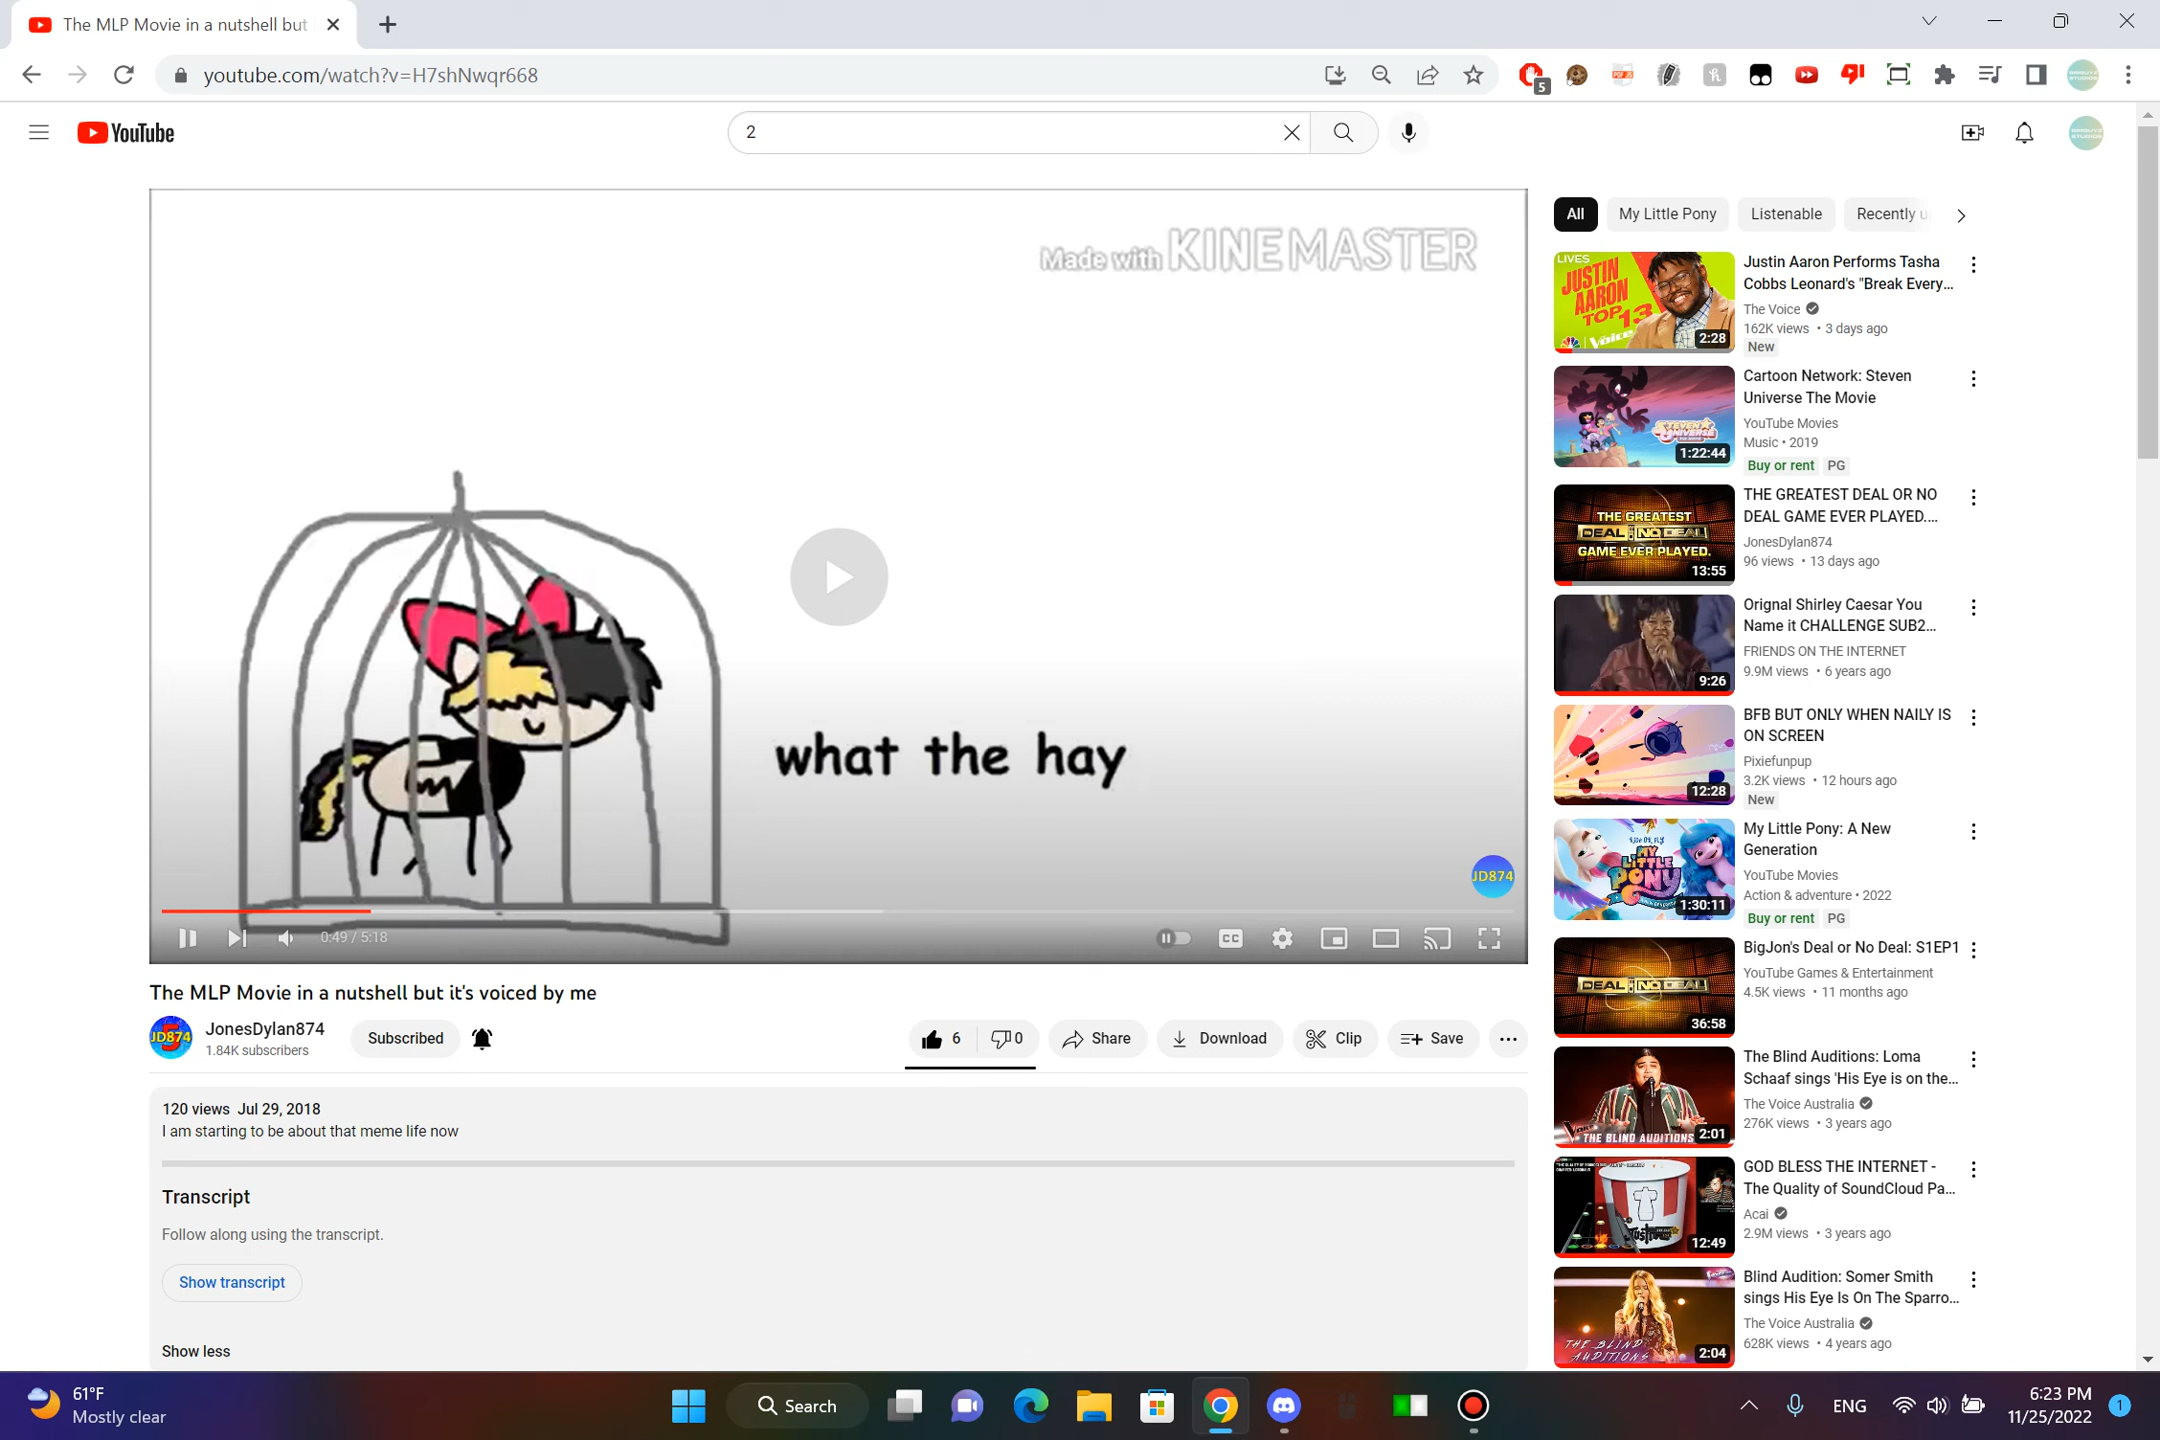 The MLP Movie in a nutshell but
youtube.com/watch?v=H7shNwqr668
5
YouTube
2
Made with KINEMASTER
what the hay
JD874
0:49 / 5:18
CC
The MLP Movie in a nutshell but it's voiced by me
JD874
5
JonesDylan874
1.84K subscribers
Subscribed
6
0
Share
Download
Clip
Save
120 views Jul 29, 2018
I am starting to be about that meme life now
Transcript
Follow along using the transcript.
Show transcript
Show less
All
My Little Pony
Listenable
Recently u
LIVES
JUSTIN
AARON
TOP 13
Voice
2:28
Justin Aaron Performs Tasha
Cobbs Leonard's "Break Every...
The Voice
162K views • 3 days ago
New
STEVEN
UNIVERSE
1:22:44
Cartoon Network: Steven
Universe The Movie
YouTube Movies
Music • 2019
Buy or rent PG
THE GREATEST
DEAL OR NO DEAL
GAME EVER PLAYED.
13:55
THE GREATEST DEAL OR NO
DEAL GAME EVER PLAYED....
JonesDylan874
96 views • 13 days ago
9:26
Orignal Shirley Caesar You
Name it CHALLENGE SUB2...
FRIENDS ON THE INTERNET
9.9M views • 6 years ago
12:28
BFB BUT ONLY WHEN NAILY IS
ON SCREEN
Pixiefunpup
3.2K views • 12 hours ago
New
MY
LITTLE
PONY
1:30:11
My Little Pony: A New
Generation
YouTube Movies
Action & adventure • 2022
Buy or rent PG
DEAL OR NO DEAL
36:58
BigJon's Deal or No Deal: S1EP1
YouTube Games & Entertainment
4.5K views • 11 months ago
THE BLIND AUDITIONS
2:01
The Blind Auditions: Loma
Schaaf sings 'His Eye is on the...
The Voice Australia
276K views • 3 years ago
12:49
GOD BLESS THE INTERNET -
The Quality of SoundCloud Pa...
Acai
2.9M views • 3 years ago
THE BLIND
AUDITIONS
2:04
Blind Audition: Somer Smith
sings His Eye Is On The Sparro...
The Voice Australia
628K views • 4 years ago
61°F
Mostly clear
Search
ENG
6:23 PM
11/25/2022
1